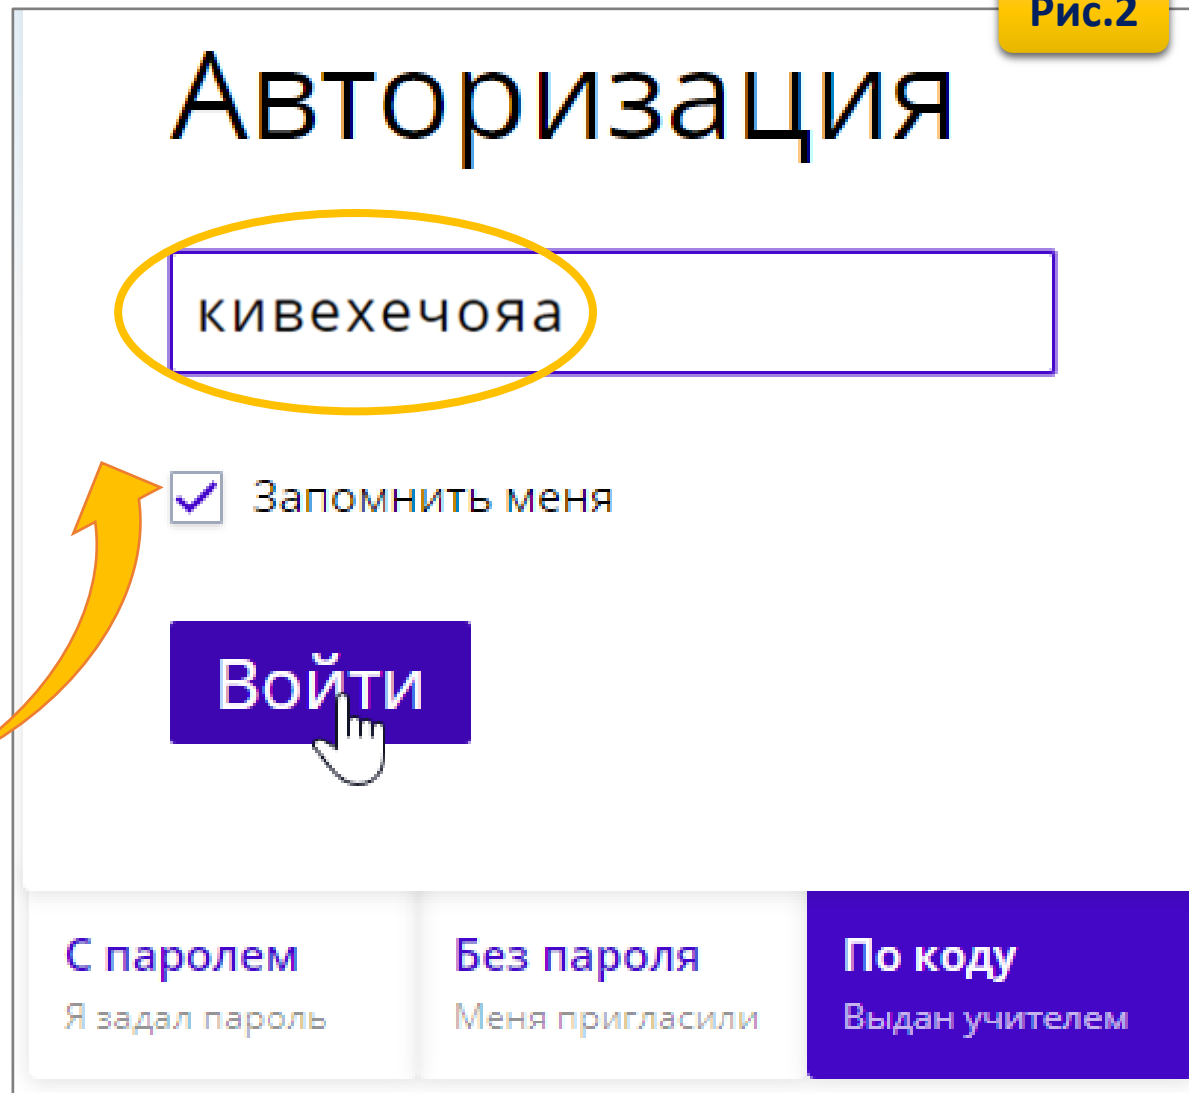 Рис.2
Авторизация
кивехечояа
Запомнить меня
Войти
С паролем
Я задал пароль
Без пароля
Меня пригласили
По коду
Выдан учителем